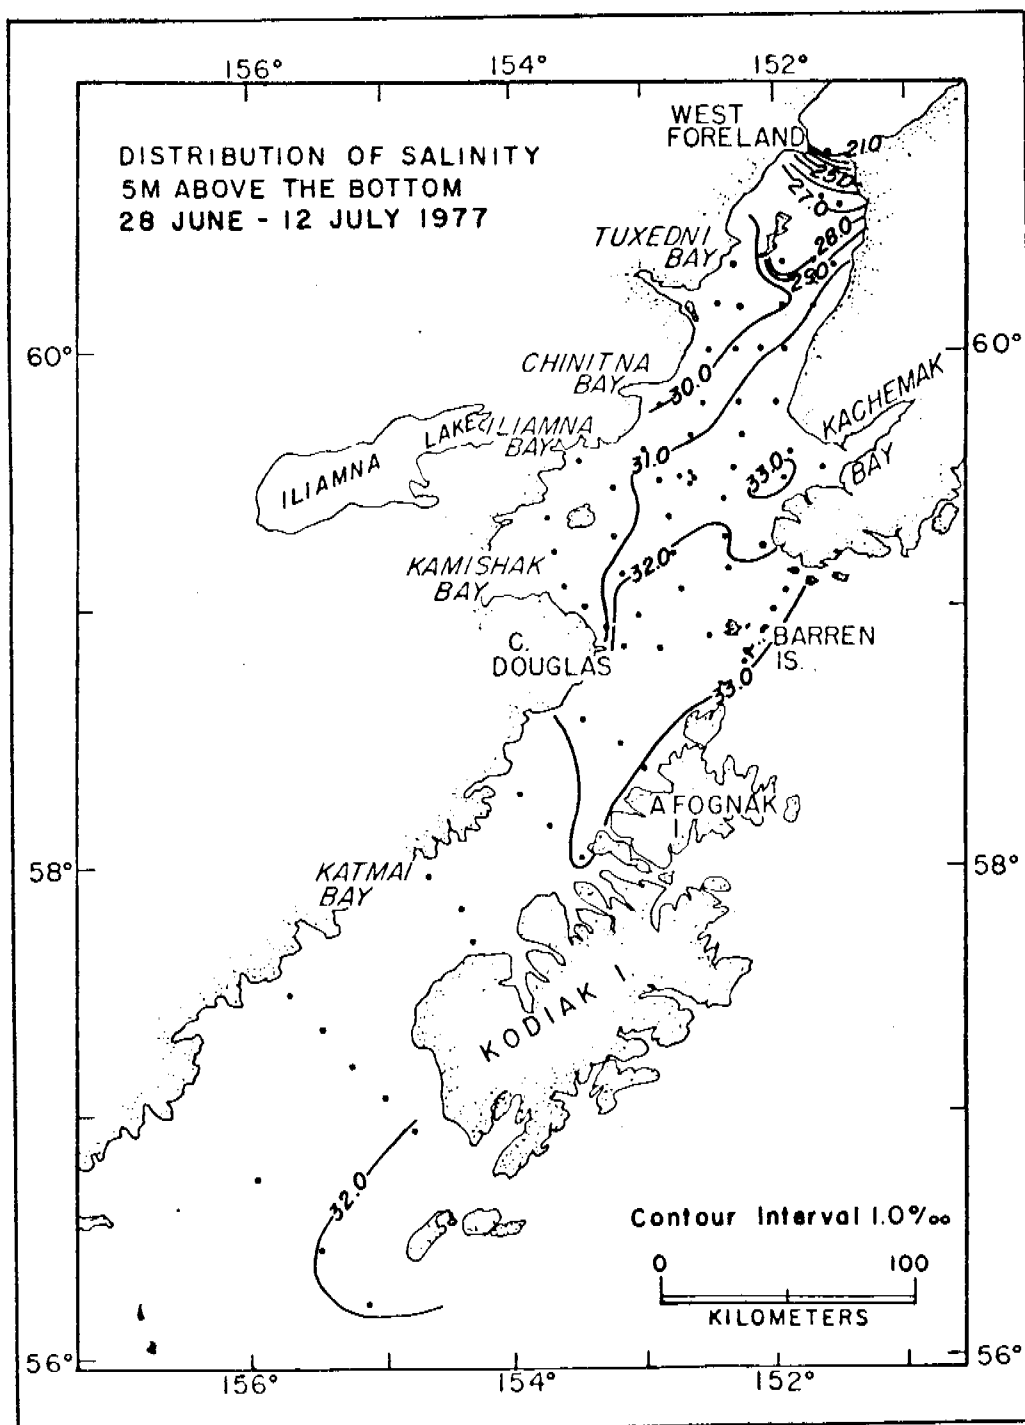 156° 154° 152°
WEST
FORELAND
21.0
DISTRIBUTION OF SALINITY
5M ABOVE THE BOTTOM
28 JUNE - 12 JULY 1977
25.0
27.0
28.0
29.0
TUXEDNI
BAY
60° 60°
CHINITNA
BAY
30.0
KACHEMAK
BAY
LAKE
ILIAMNA
ILIAMNA
BAY
31.0
33.0
KAMISHAK
BAY
32.0
C.
DOUGLAS
BARREN
IS.
33.0
AFOGNAK
I.
58° 58°
KATMAI
BAY
KODIAK I.
32.0
Contour Interval 1.0‰
0 100
KILOMETERS
56° 56°
156° 154° 152°